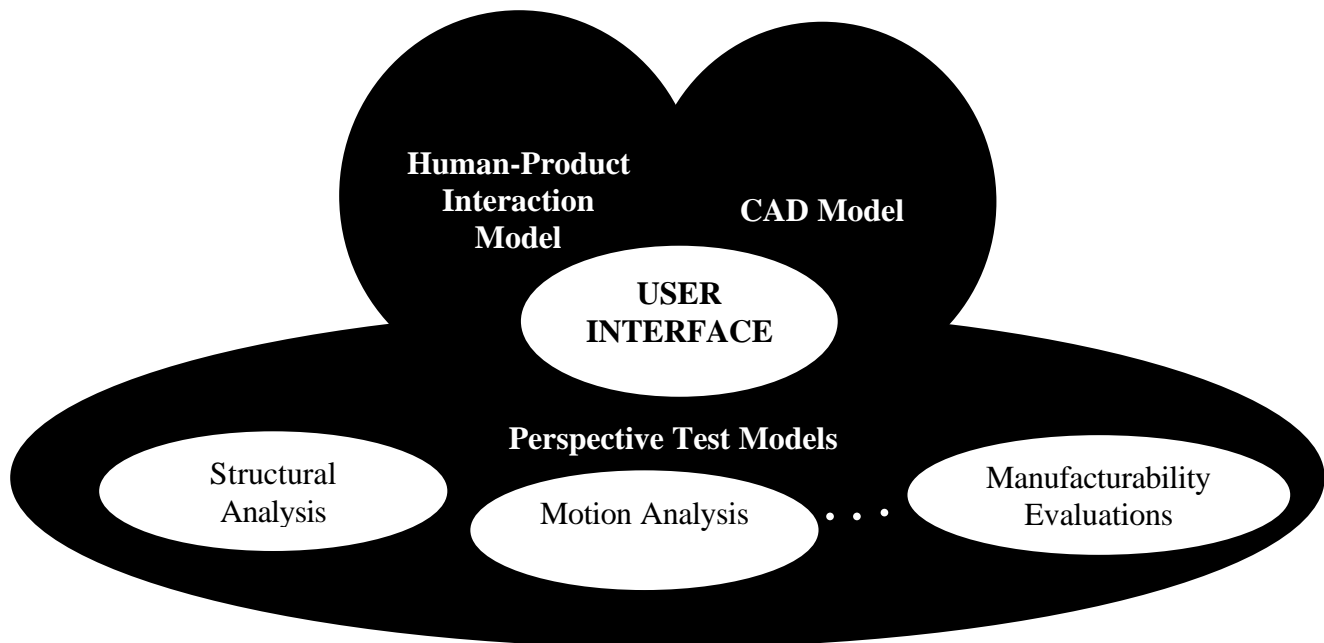 Human-Product
Interaction
Model
CAD Model
USER
INTERFACE
Perspective Test Models
Structural
Analysis
Motion Analysis
. . .
Manufacturability
Evaluations